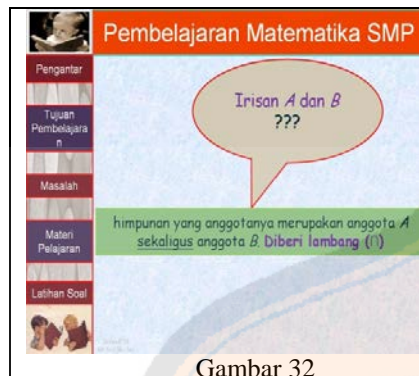 Pembelajaran Matematika SMP
Pengantar
Tujuan
Pembelajara
n
Masalah
Materi
Pelajaran
Latihan Soal
Irisan A dan B
???
himpunan yang anggotanya merupakan anggota A
sekaligus anggota B. Diberi lambang (∩)
Gambar 32